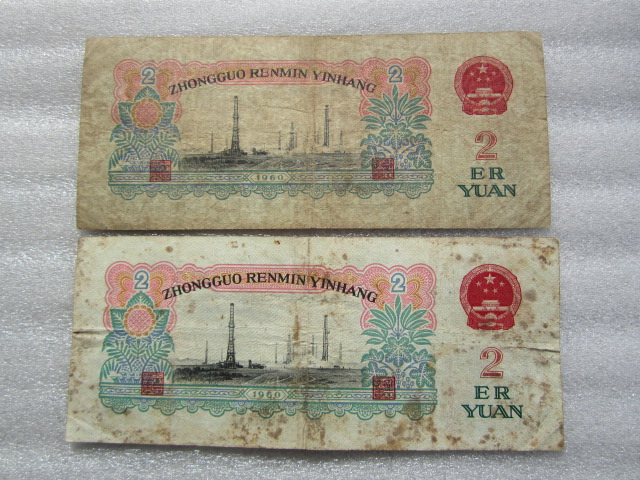 2 ZHONGGUO RENMIN YINHANG 2
2
ER
YUAN
1960
2 ZHONGGUO RENMIN YINHANG 2
2
ER
YUAN
1960